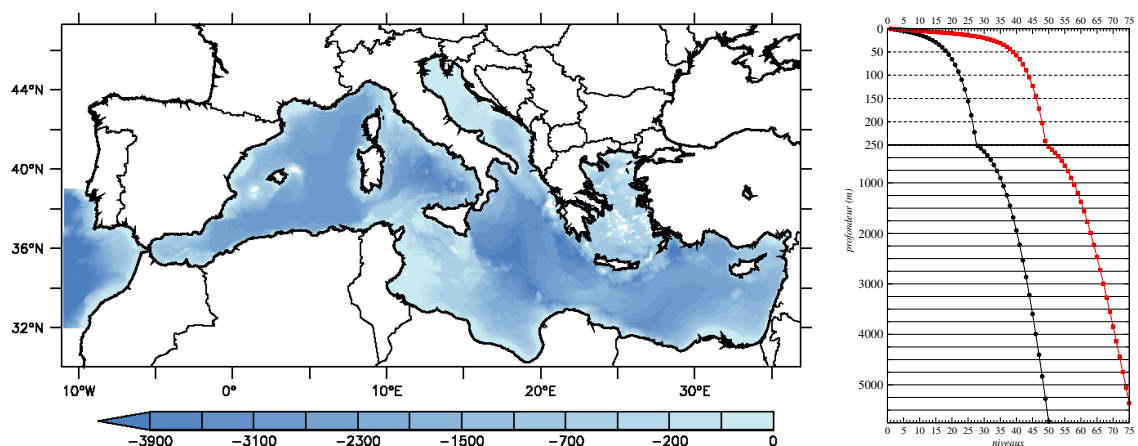 44°N
40°N
36°N
32°N
10°W 0° 10°E 20°E 30°E
−3900 −3100 −2300 −1500 −700 −200 0
0 5 10 15 20 25 30 35 40 45 50 55 60 65 70 75
0
50
100
150
200
250
1000
2000
3000
4000
5000
profondeur (m)
0 5 10 15 20 25 30 35 40 45 50 55 60 65 70 75
niveaux